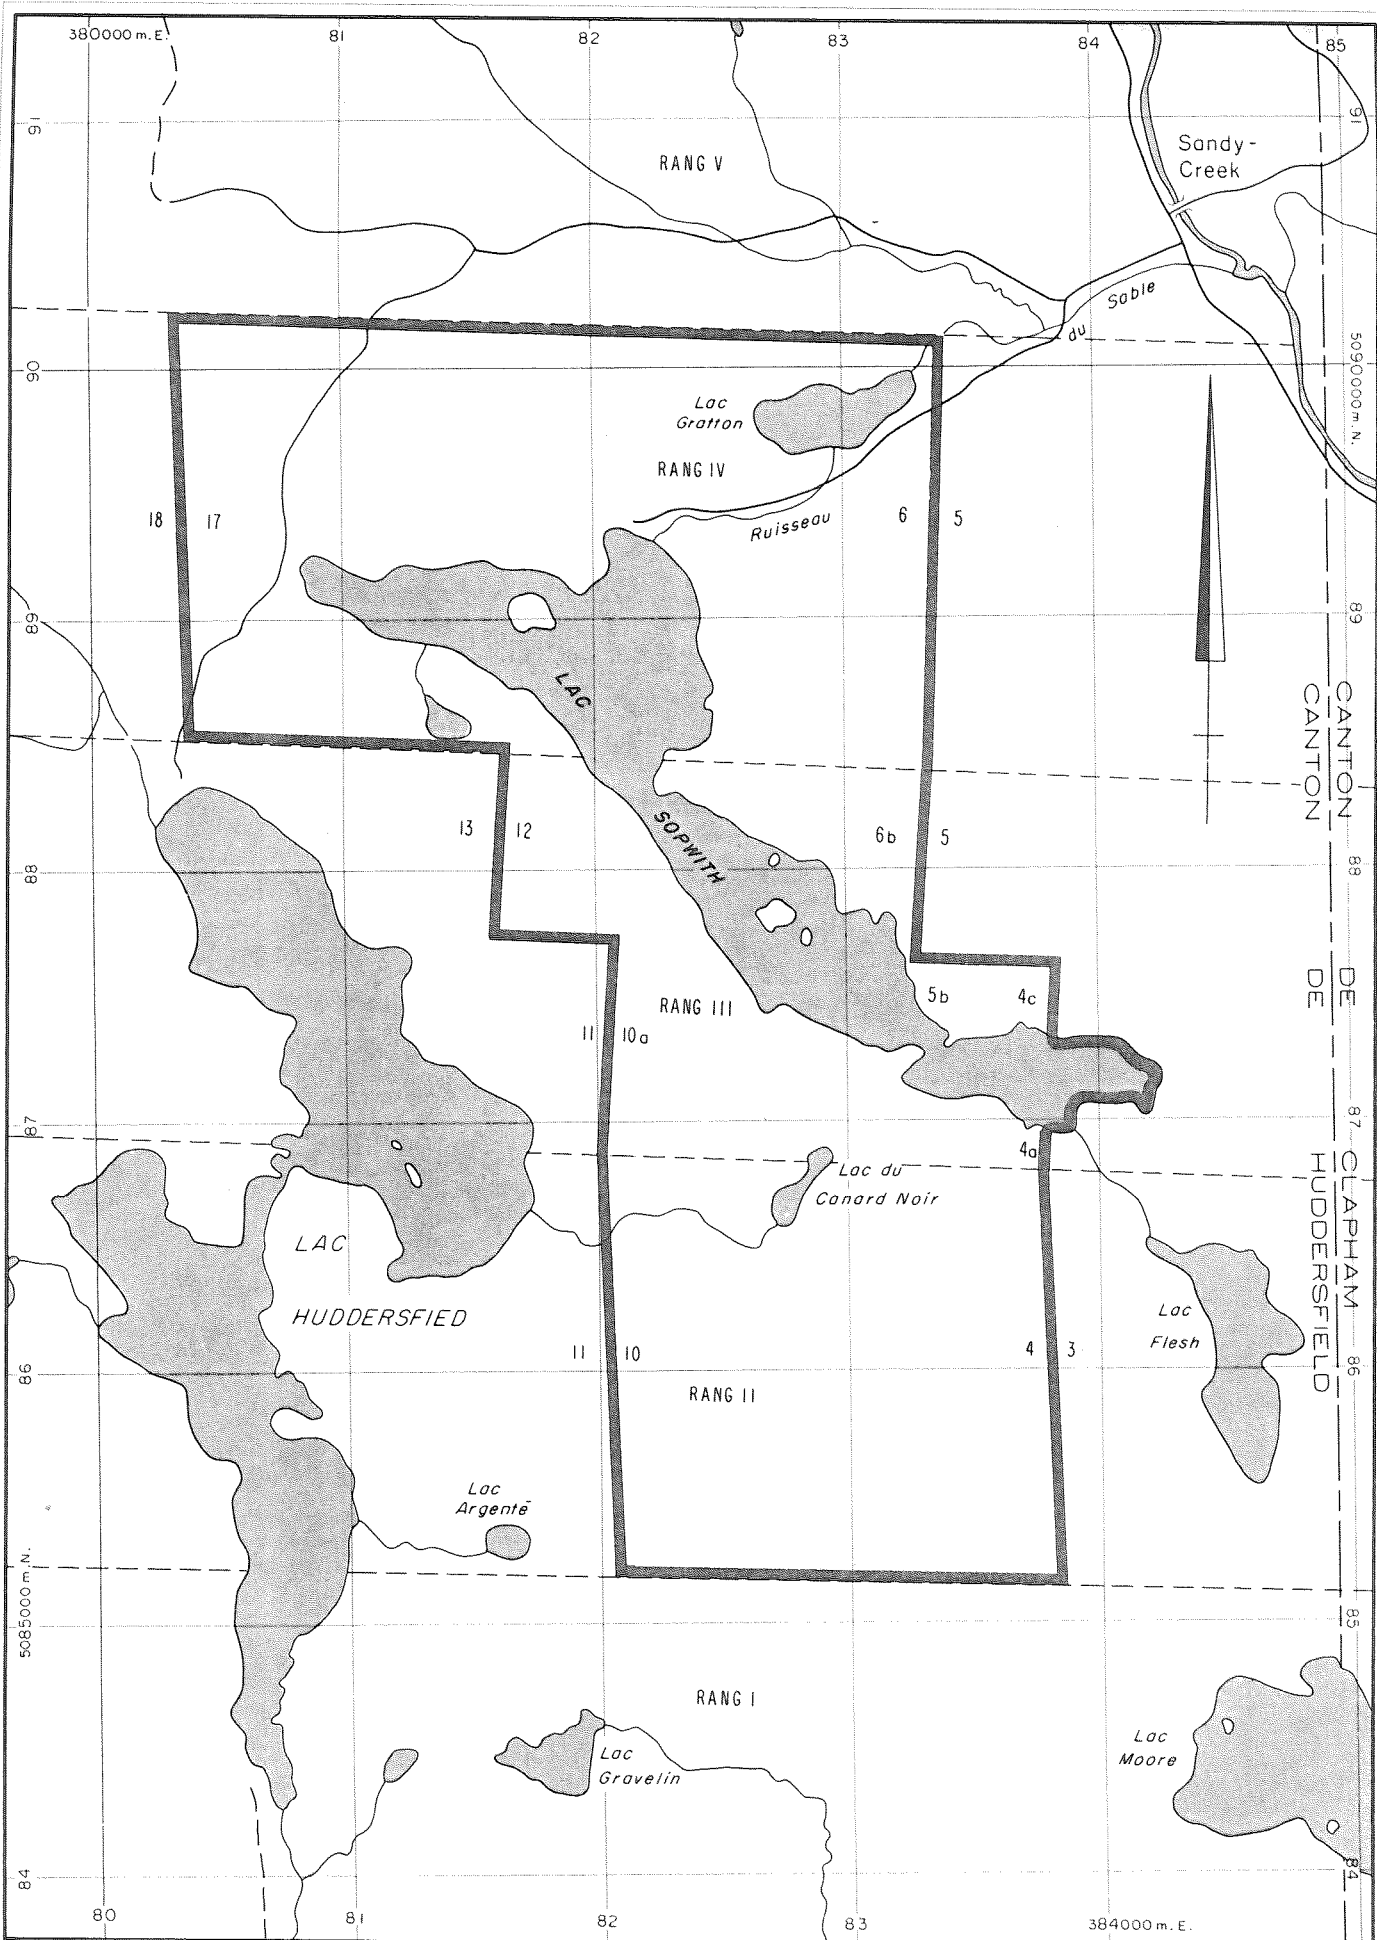 380000 m. E.
81
82
83
84
85
91
91
Sandy-
Creek
RANG V
Sable
du
90
5090000 m. N.
Lac
Gratton
RANG IV
18
17
6
5
Ruisseau
89
89
LAC
CANTON
CANTON
13
12
SOPWITH
6b
5
88
88
5b
4c
DE
DE
RANG III
11
10a
87
87
4a
Lac du
Canard Noir
CLAPHAM
HUDDERSFIELD
LAC
HUDDERSFIED
Lac
Flesh
11
10
4
3
86
86
RANG II
Lac
Argenté
5085000 m. N.
85
RANG I
Lac
Gravelin
Lac
Moore
84
84
80
81
82
83
384000 m. E.